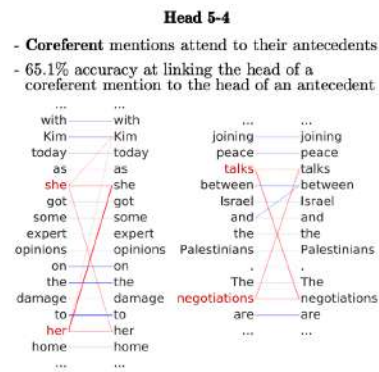 Head 5-4
- Coreferent mentions attend to their antecedents
- 65.1% accuracy at linking the head of a
coreferent mention to the head of an antecedent
... ...
with with
Kim Kim
today today
as as
she she
got got
some some
expert expert
opinions opinions
on on
the the
damage damage
to to
her her
home home
... ...
... ...
joining joining
peace peace
talks talks
between between
Israel Israel
and and
the the
Palestinians Palestinians
. .
The The
negotiations negotiations
are are
... ...